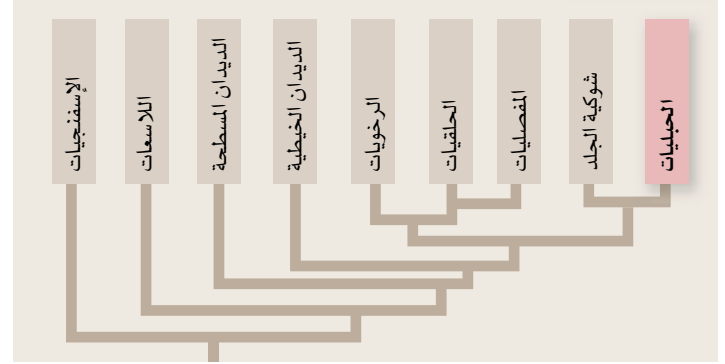 الإسفنجيات
اللاسعات
الديدان المسطحة
الديدان الخيطية
الرخويات
الحلقيات
المفصليات
شوكية الجلد
الحبليات